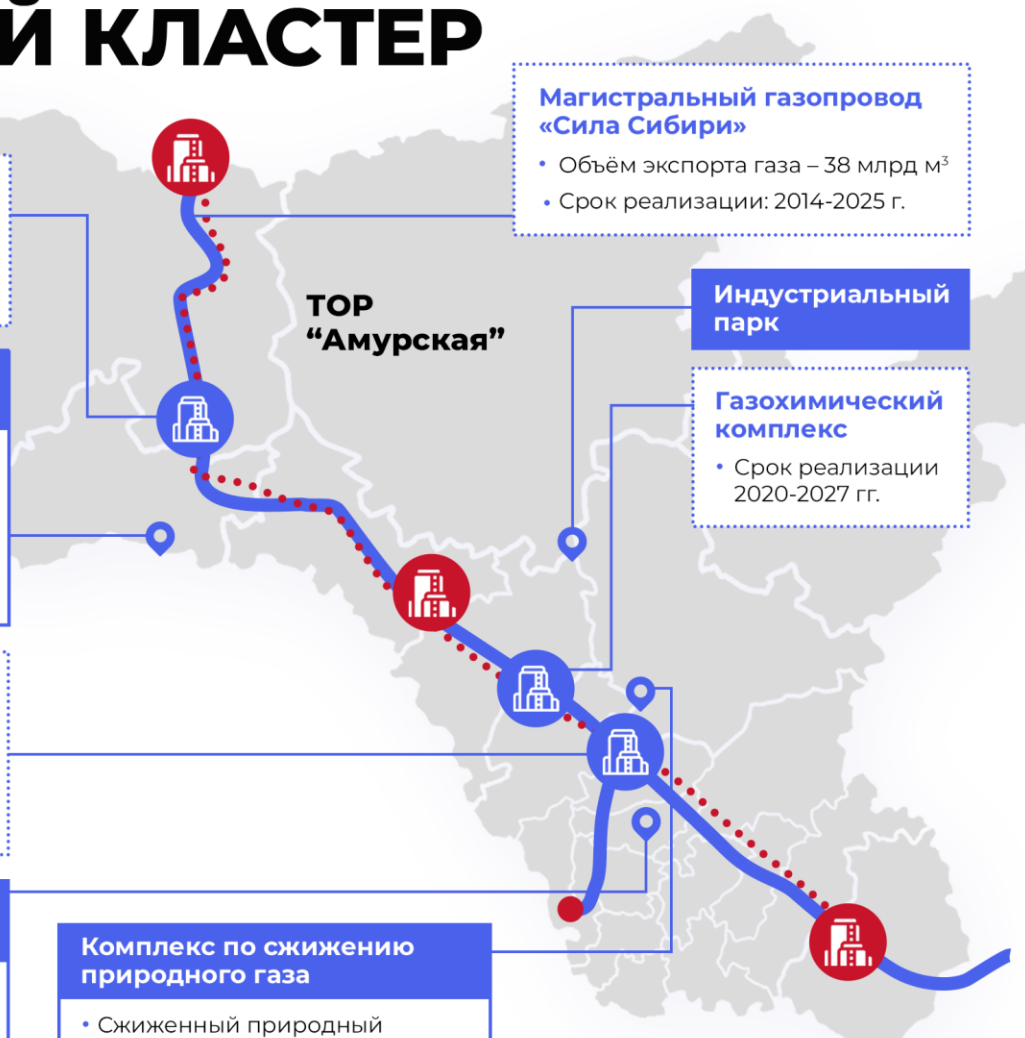 Й КЛАСТЕР
Магистральный газопровод
«Сила Сибири»
• Объём экспорта газа – 38 млрд м³
• Срок реализации: 2014-2025 г.
ТОР
“Амурская”
Индустриальный
парк
Газохимический
комплекс
• Срок реализации
2020-2027 гг.
Комплекс по сжижению
природного газа
• Сжиженный природный